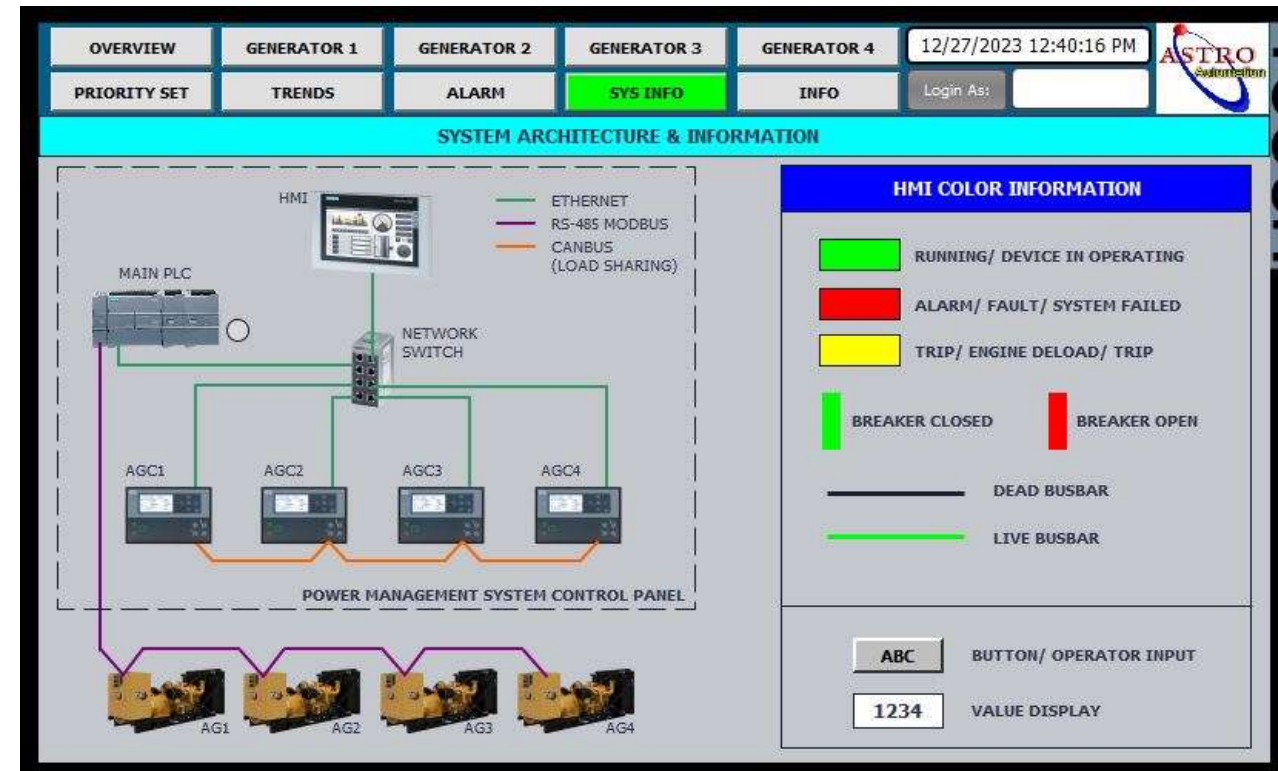 OVERVIEW
GENERATOR 1
GENERATOR 2
GENERATOR 3
GENERATOR 4
12/27/2023 12:40:16 PM
ASTRO
Automation
PRIORITY SET
TRENDS
ALARM
SYS INFO
INFO
Login As:
SYSTEM ARCHITECTURE & INFORMATION
HMI
ETHERNET
RS-485 MODBUS
CANBUS
(LOAD SHARING)
MAIN PLC
NETWORK
SWITCH
AGC1
AGC2
AGC3
AGC4
POWER MANAGEMENT SYSTEM CONTROL PANEL
AG1
AG2
AG3
AG4
HMI COLOR INFORMATION
RUNNING/ DEVICE IN OPERATING
ALARM/ FAULT/ SYSTEM FAILED
TRIP/ ENGINE DELOAD/ TRIP
BREAKER CLOSED
BREAKER OPEN
DEAD BUSBAR
LIVE BUSBAR
ABC
BUTTON/ OPERATOR INPUT
1234
VALUE DISPLAY